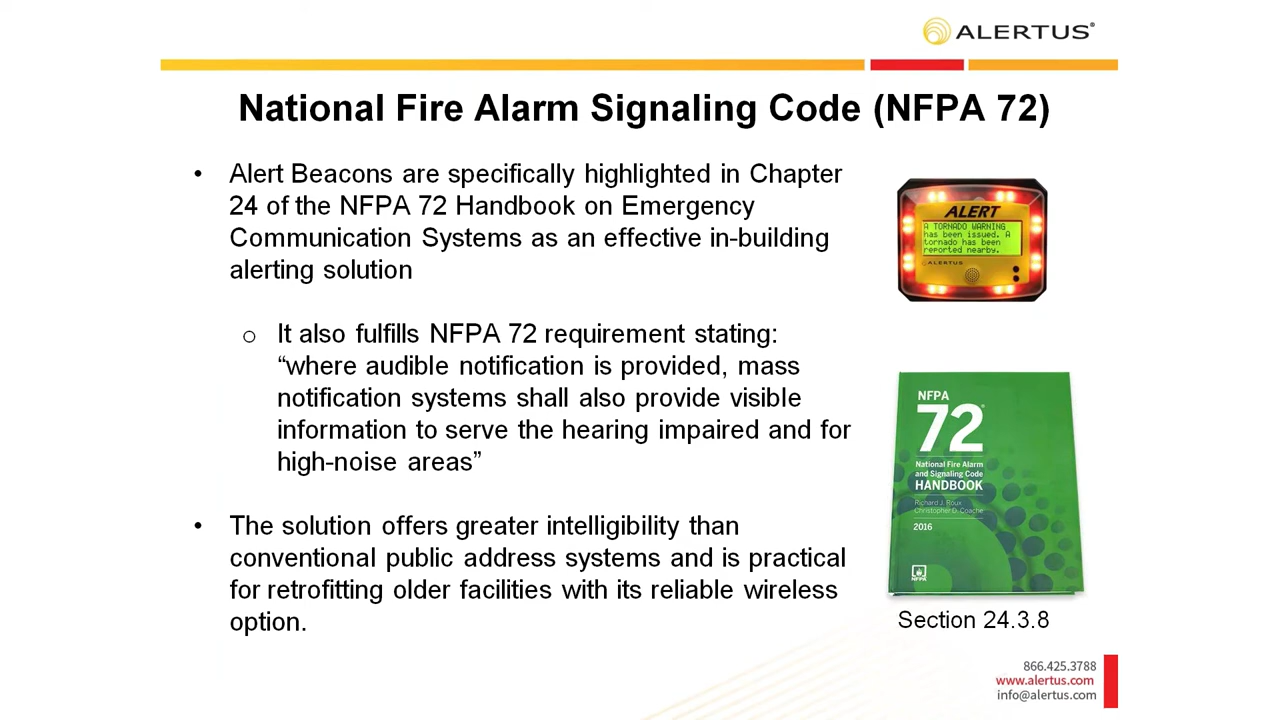 ALERTUS®
National Fire Alarm Signaling Code (NFPA 72)
• Alert Beacons are specifically highlighted in Chapter
24 of the NFPA 72 Handbook on Emergency
Communication Systems as an effective in-building
alerting solution
o It also fulfills NFPA 72 requirement stating:
“where audible notification is provided, mass
notification systems shall also provide visible
information to serve the hearing impaired and for
high-noise areas”
• The solution offers greater intelligibility than
conventional public address systems and is practical
for retrofitting older facilities with its reliable wireless
option.
ALERT
A TORNADO WARNING
has been issued. A
tornado has been
reported nearby.
ALERTUS
NFPA
72®
National Fire Alarm
and Signaling Code
HANDBOOK
Richard J. Roux
Christopher D. Coache
2016
NFPA
Section 24.3.8
866.425.3788
www.alertus.com
info@alertus.com